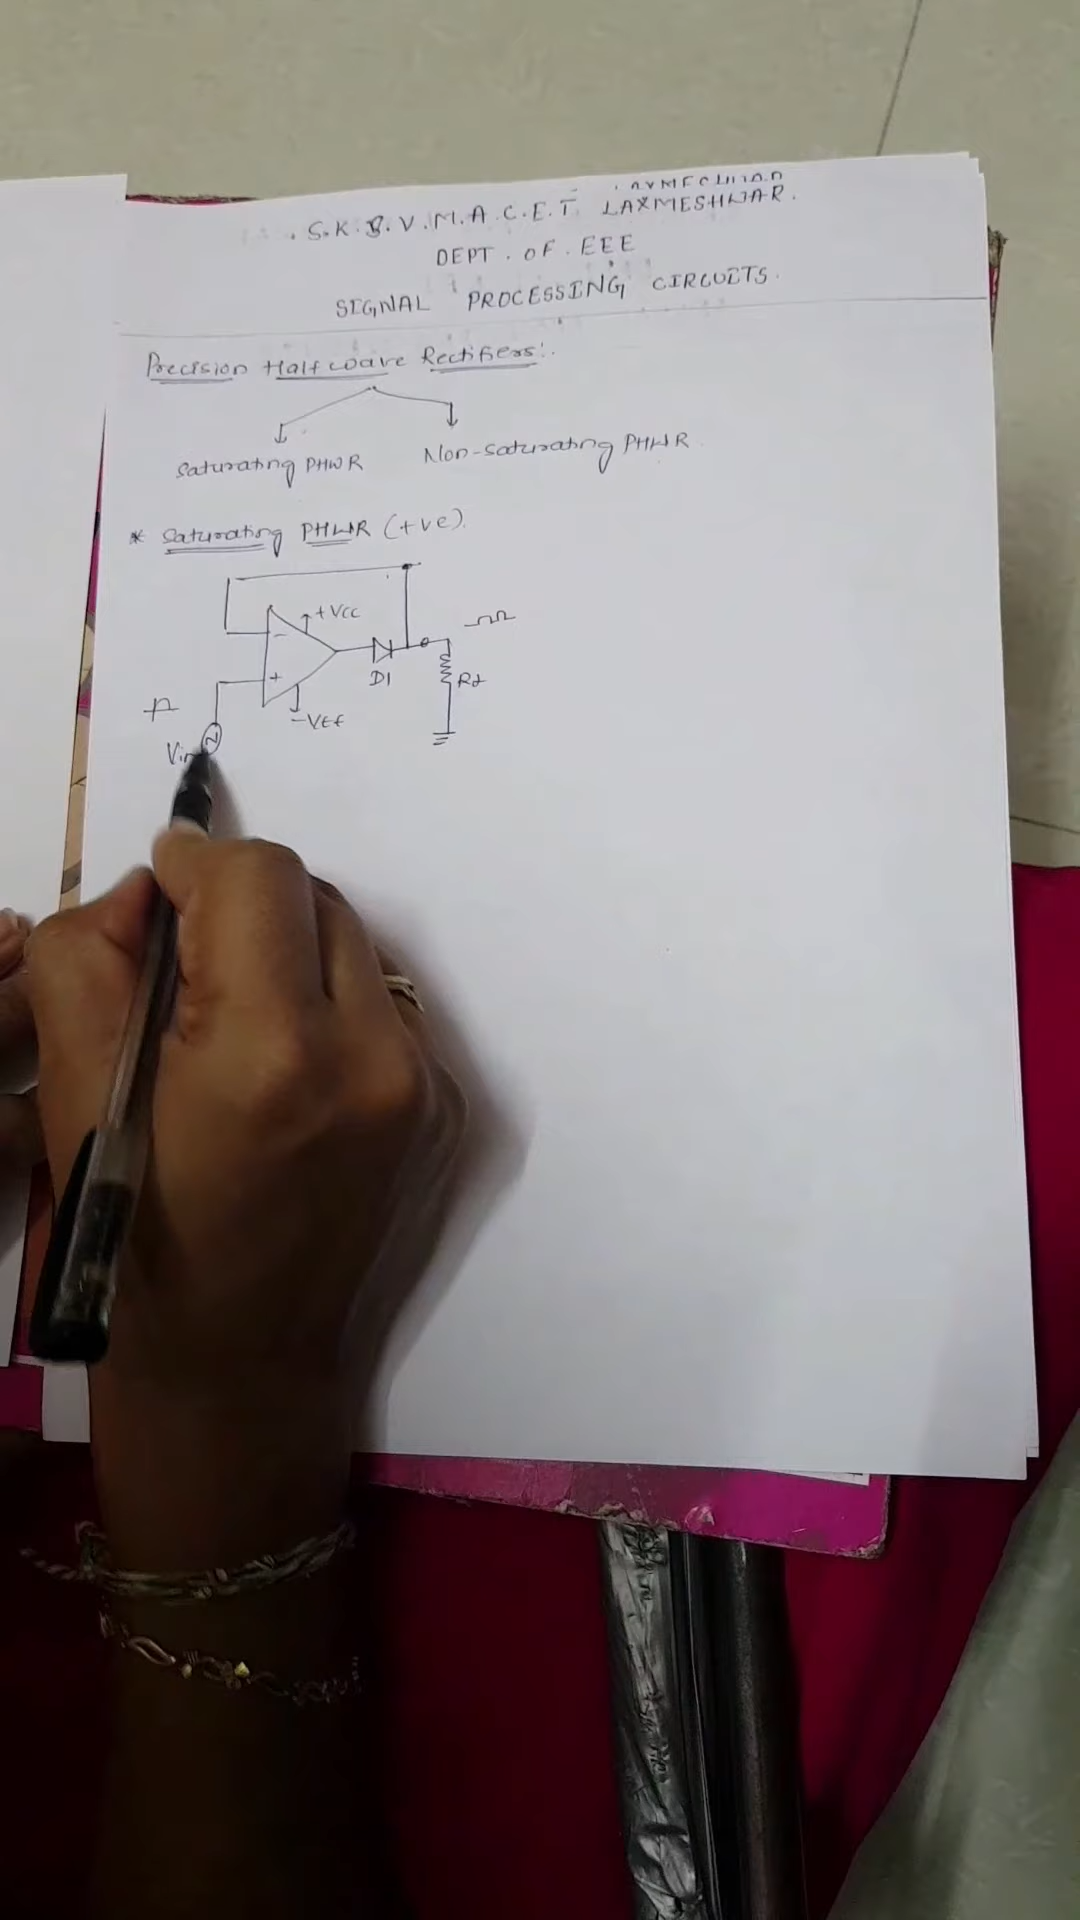 S.K.S.V.M.A.C.E.T. LAXMESHWAR.
DEPT. OF. EEE
SIGNAL PROCESSING CIRCUITS.
Precision Half wave Rectifiers:.
Saturating PHWR
Non-saturating PHWR.
* Saturating PHWR (+ve).
+VCC
-
+
D1
RL
-VEE
Vin